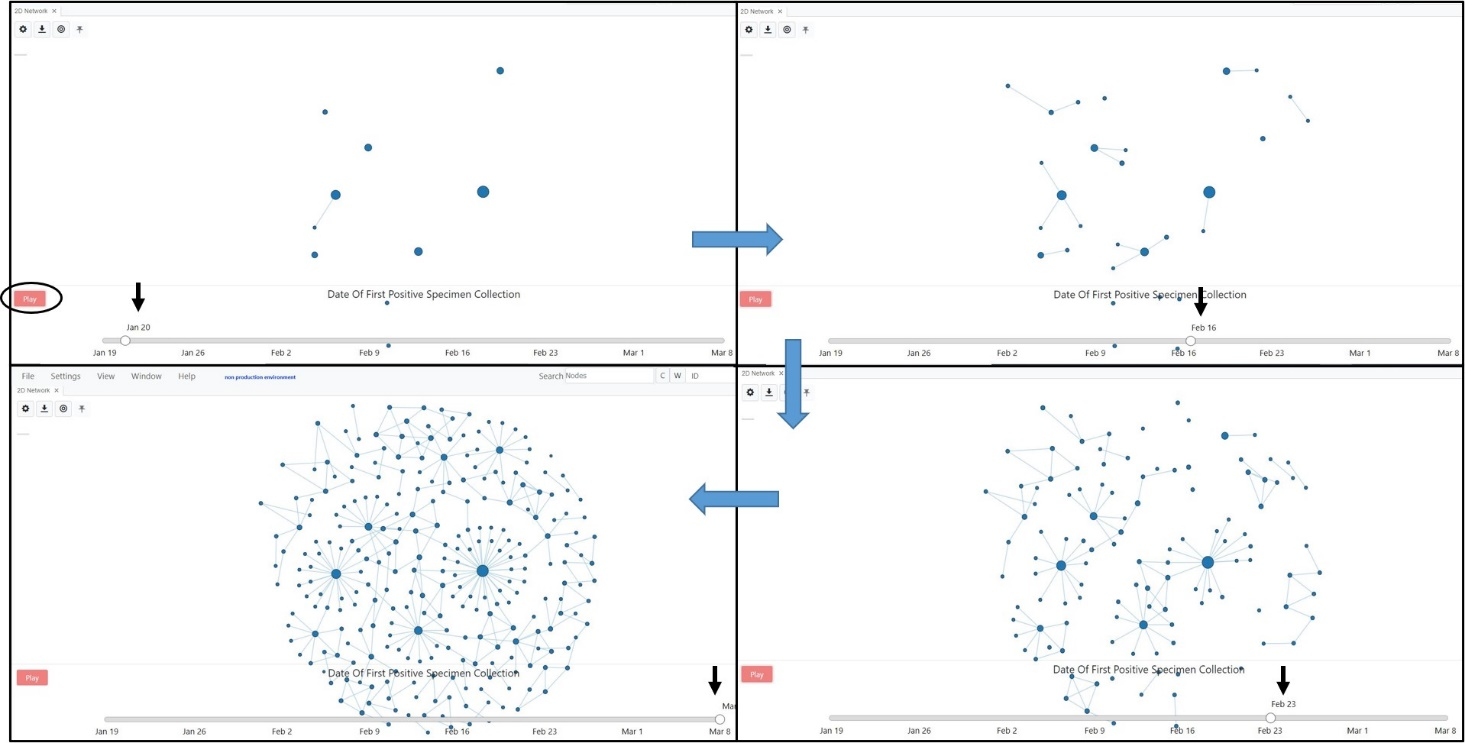 2D Network ×
Play
Date Of First Positive Specimen Collection
Jan 20
Jan 19 Jan 26 Feb 2 Feb 9 Feb 16 Feb 23 Mar 1 Mar 8
2D Network ×
Play
Date Of First Positive Specimen Collection
Feb 16
Jan 19 Jan 26 Feb 2 Feb 9 Feb 16 Feb 23 Mar 1 Mar 8
File Settings View Window Help non production environment Search Nodes C W ID
2D Network ×
Play
Date Of First Positive Specimen Collection
Mar
Jan 19 Jan 26 Feb 2 Feb 9 Feb 16 Feb 23 Mar 1 Mar 8
2D Network ×
Play
Date Of First Positive Specimen Collection
Feb 23
Jan 19 Jan 26 Feb 2 Feb 9 Feb 16 Feb 23 Mar 1 Mar 8